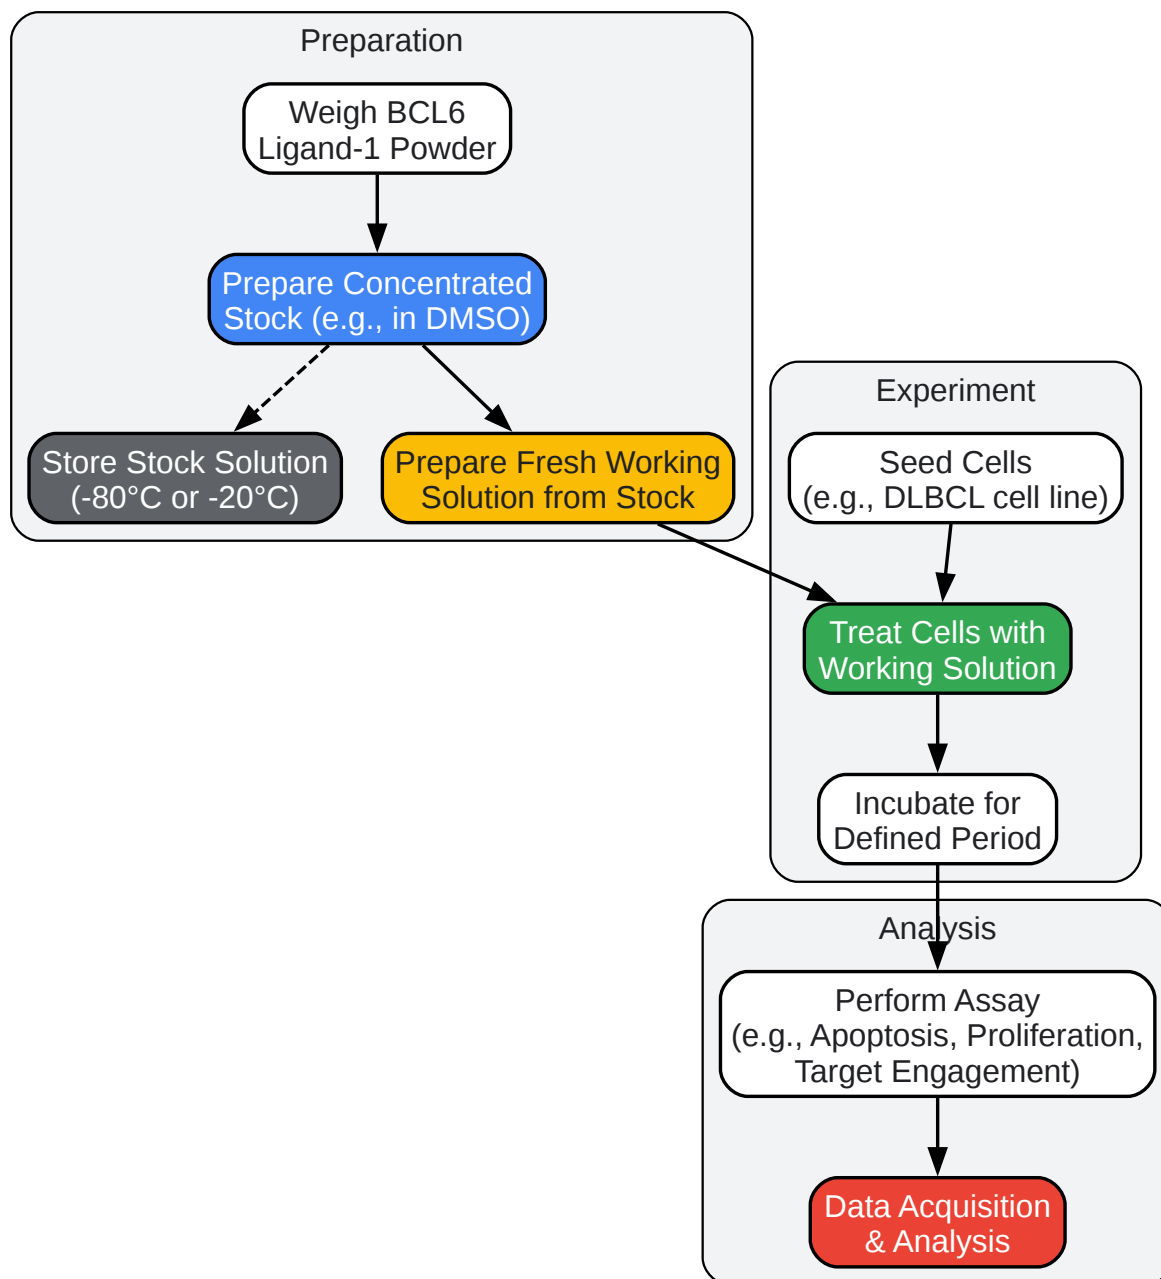 Preparation
Weigh BCL6
Ligand-1 Powder
Prepare Concentrated
Stock (e.g., in DMSO)
Store Stock Solution
(-80°C or -20°C)
Prepare Fresh Working
Solution from Stock
Experiment
Seed Cells
(e.g., DLBCL cell line)
Treat Cells with
Working Solution
Incubate for
Defined Period
Analysis
Perform Assay
(e.g., Apoptosis, Proliferation,
Target Engagement)
Data Acquisition
& Analysis